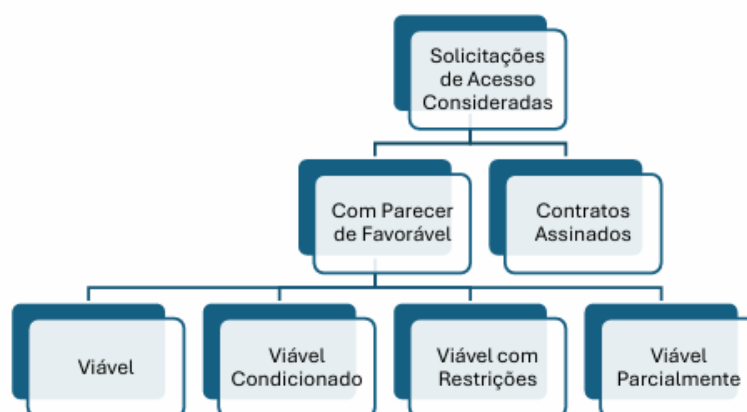 Solicitações
de Acesso
Consideradas
Com Parecer
de Favorável
Contratos
Assinados
Viável
Viável
Condicionado
Viável com
Restrições
Viável
Parcialmente